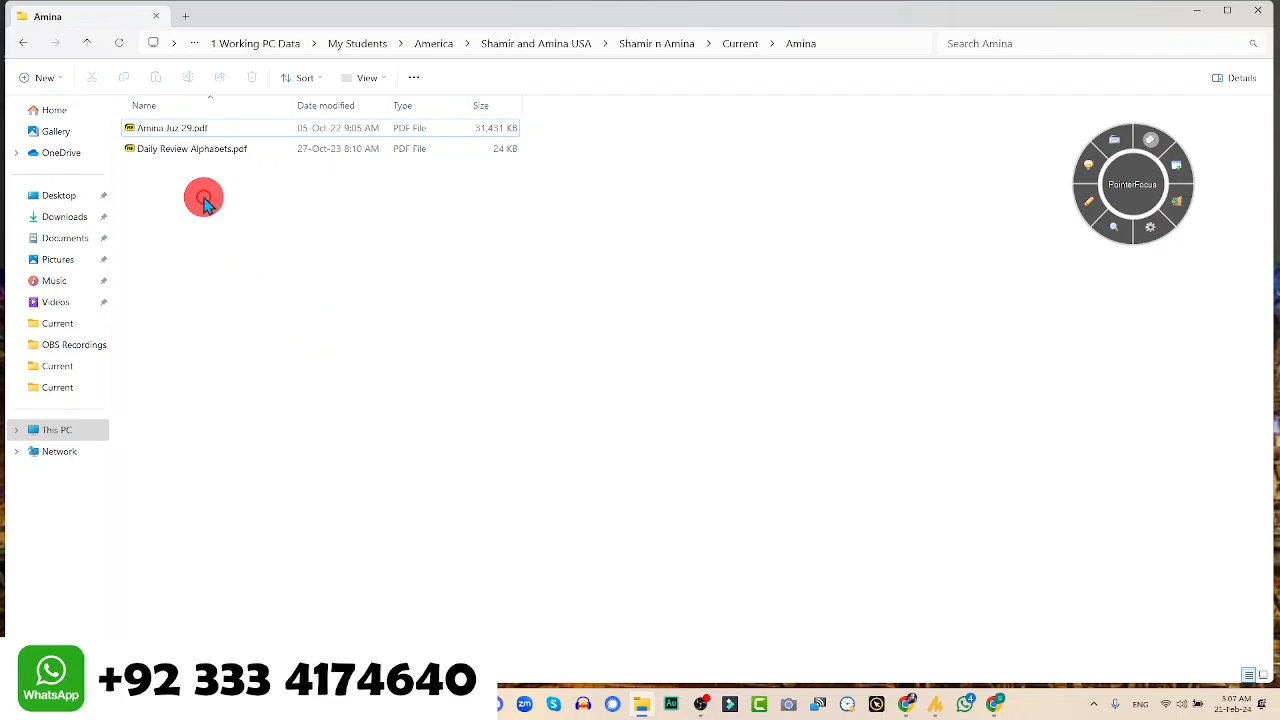 Amina
1 Working PC Data > My Students > America > Shamir and Amina USA > Shamir n Amina > Current > Amina
Search Amina
New
Sort
View
Details
Name Date modified Type Size
Amina Juz 29.pdf 05-Oct-22 9:05 AM PDF File 31,431 KB
Daily Review Alphabets.pdf 27-Oct-23 8:10 AM PDF File 24 KB
Home
Gallery
OneDrive
Desktop
Downloads
Documents
Pictures
Music
Videos
Current
OBS Recordings
Current
Current
This PC
Network
PointerFocus
WhatsApp
+92 333 4174640
zm
Au
4
5:07 AM
21-Feb-24